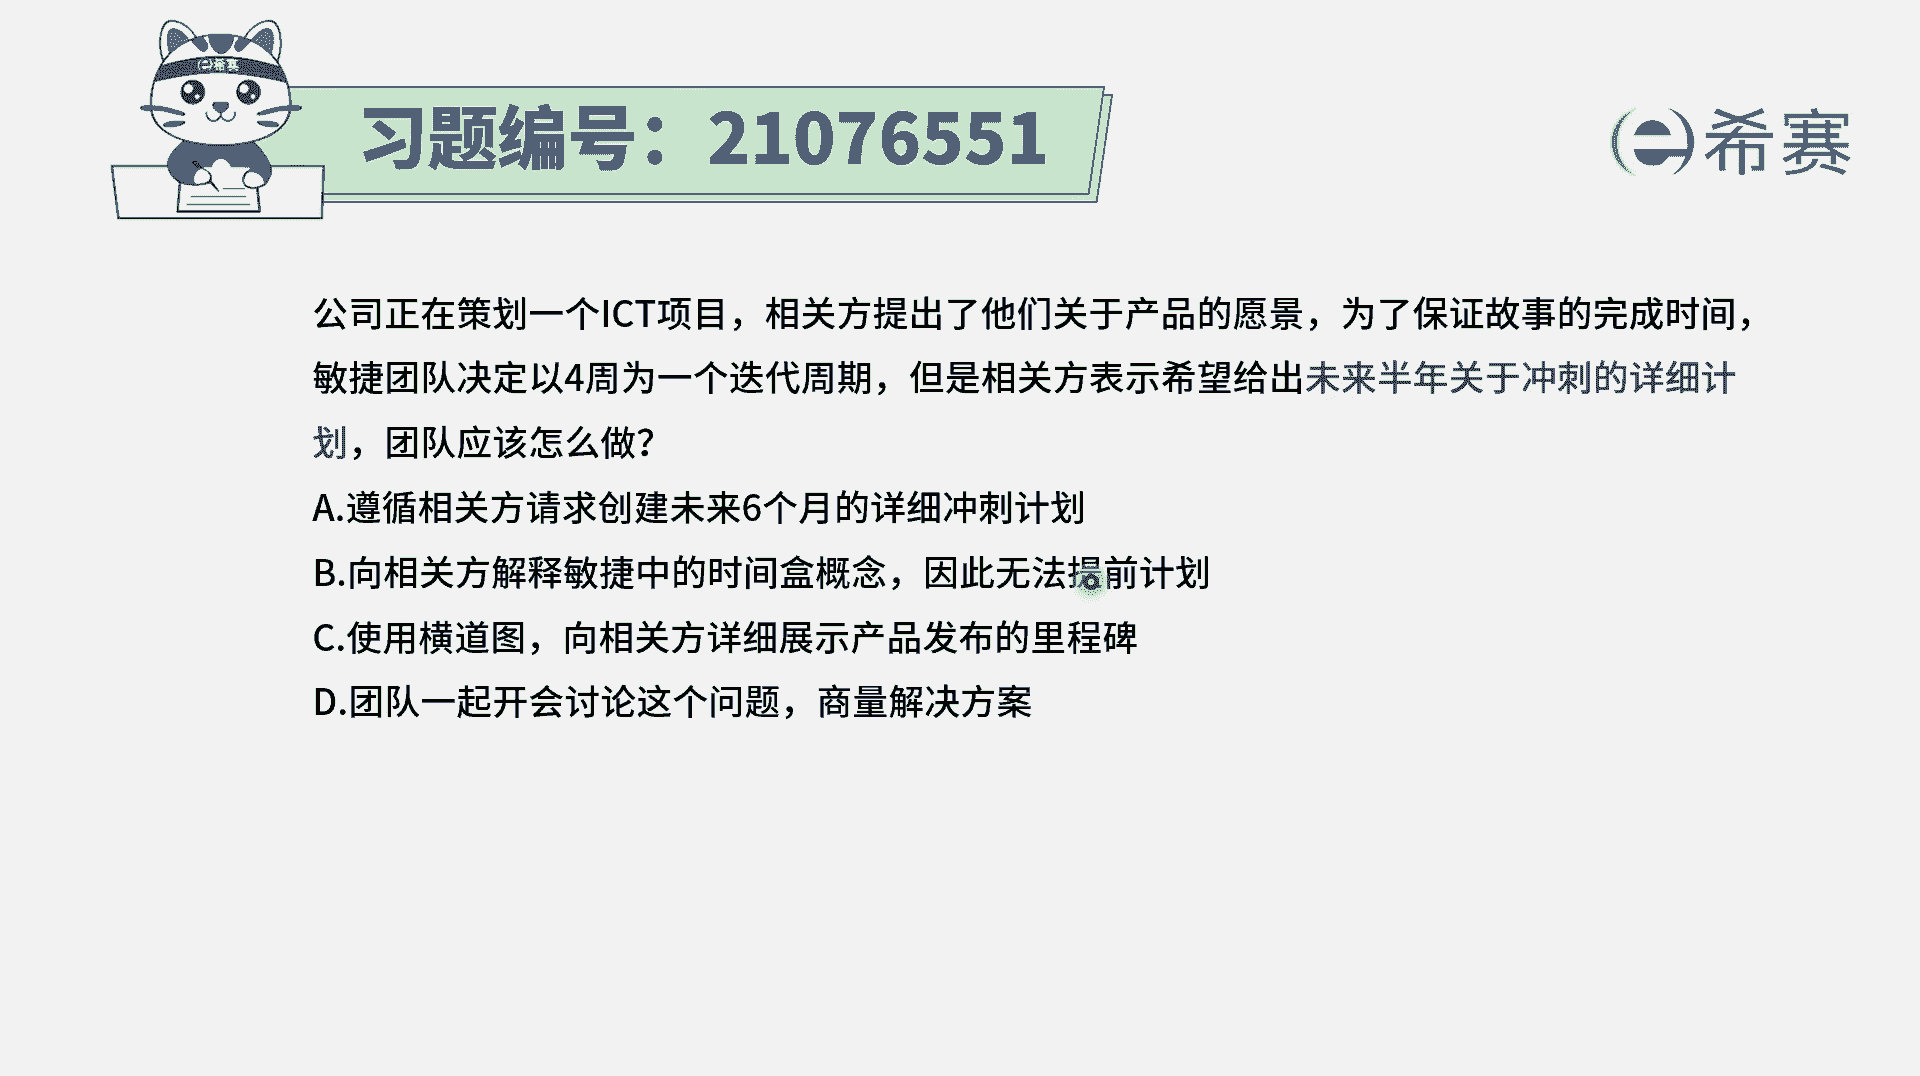 希赛
习题编号：21076551
希赛
公司正在策划一个ICT项目，相关方提出了他们关于产品的愿景，为了保证故事的完成时间，
敏捷团队决定以4周为一个迭代周期，但是相关方表示希望给出未来半年关于冲刺的详细计
划，团队应该怎么做？
A.遵循相关方请求创建未来6个月的详细冲刺计划
B.向相关方解释敏捷中的时间盒概念，因此无法提前计划
C.使用横道图，向相关方详细展示产品发布的里程碑
D.团队一起开会讨论这个问题，商量解决方案